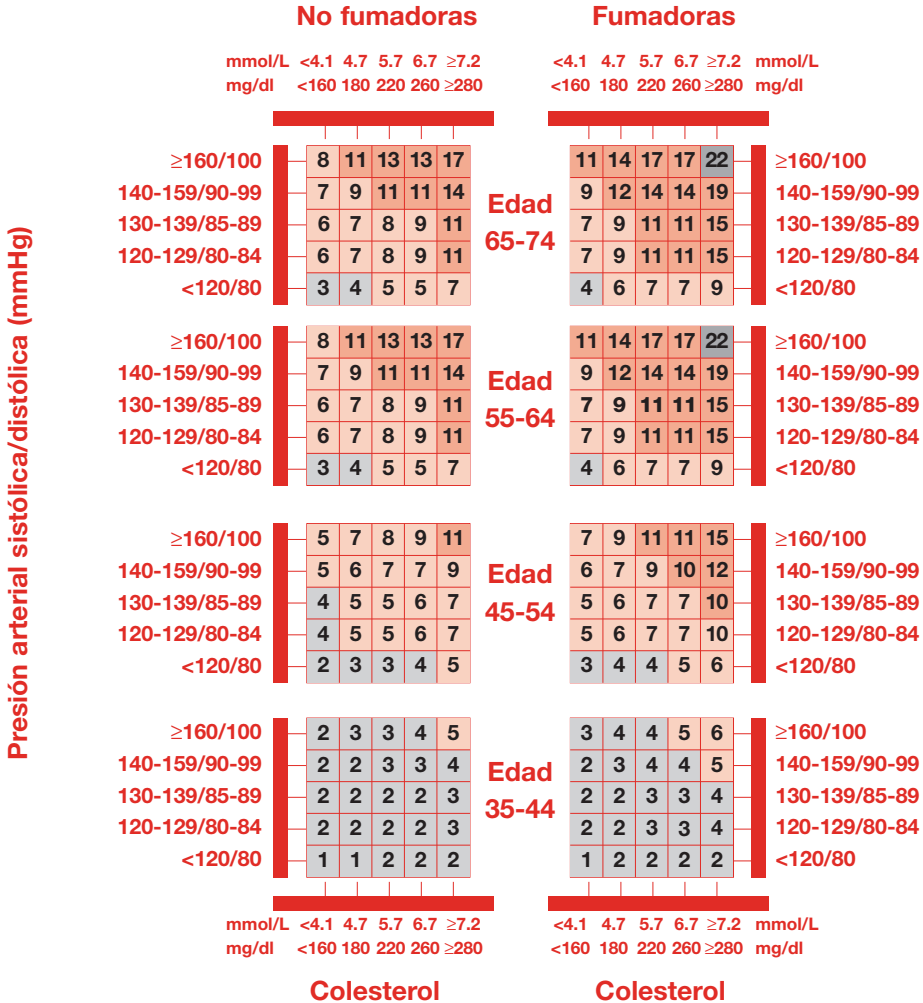 No fumadoras Fumadoras
mmol/L <4.1 4.7 5.7 6.7 ≥7.2 <4.1 4.7 5.7 6.7 ≥7.2 mmol/L
mg/dl <160 180 220 260 ≥280 <160 180 220 260 ≥280 mg/dl
Presión arterial sistólica/distólica (mmHg)
≥160/100 8 11 13 13 17 11 14 17 17 22 ≥160/100
140-159/90-99 7 9 11 11 14 9 12 14 14 19 140-159/90-99
Edad
130-139/85-89 6 7 8 9 11 7 9 11 11 15 130-139/85-89
65-74
120-129/80-84 6 7 8 9 11 7 9 11 11 15 120-129/80-84
<120/80 3 4 5 5 7 4 6 7 7 9 <120/80
≥160/100 8 11 13 13 17 11 14 17 17 22 ≥160/100
140-159/90-99 7 9 11 11 14 9 12 14 14 19 140-159/90-99
Edad
130-139/85-89 6 7 8 9 11 7 9 11 11 15 130-139/85-89
55-64
120-129/80-84 6 7 8 9 11 7 9 11 11 15 120-129/80-84
<120/80 3 4 5 5 7 4 6 7 7 9 <120/80
≥160/100 5 7 8 9 11 7 9 11 11 15 ≥160/100
140-159/90-99 5 6 7 7 9 6 7 9 10 12 140-159/90-99
Edad
130-139/85-89 4 5 5 6 7 5 6 7 7 10 130-139/85-89
45-54
120-129/80-84 4 5 5 6 7 5 6 7 7 10 120-129/80-84
<120/80 2 3 3 4 5 3 4 4 5 6 <120/80
≥160/100 2 3 3 4 5 3 4 4 5 6 ≥160/100
140-159/90-99 2 2 3 3 4 2 3 4 4 5 140-159/90-99
Edad
130-139/85-89 2 2 2 2 3 2 2 3 3 4 130-139/85-89
35-44
120-129/80-84 2 2 2 2 3 2 2 3 3 4 120-129/80-84
<120/80 1 1 2 2 2 1 2 2 2 2 <120/80
mmol/L <4.1 4.7 5.7 6.7 ≥7.2 <4.1 4.7 5.7 6.7 ≥7.2 mmol/L
mg/dl <160 180 220 260 ≥280 <160 180 220 260 ≥280 mg/dl
Colesterol Colesterol